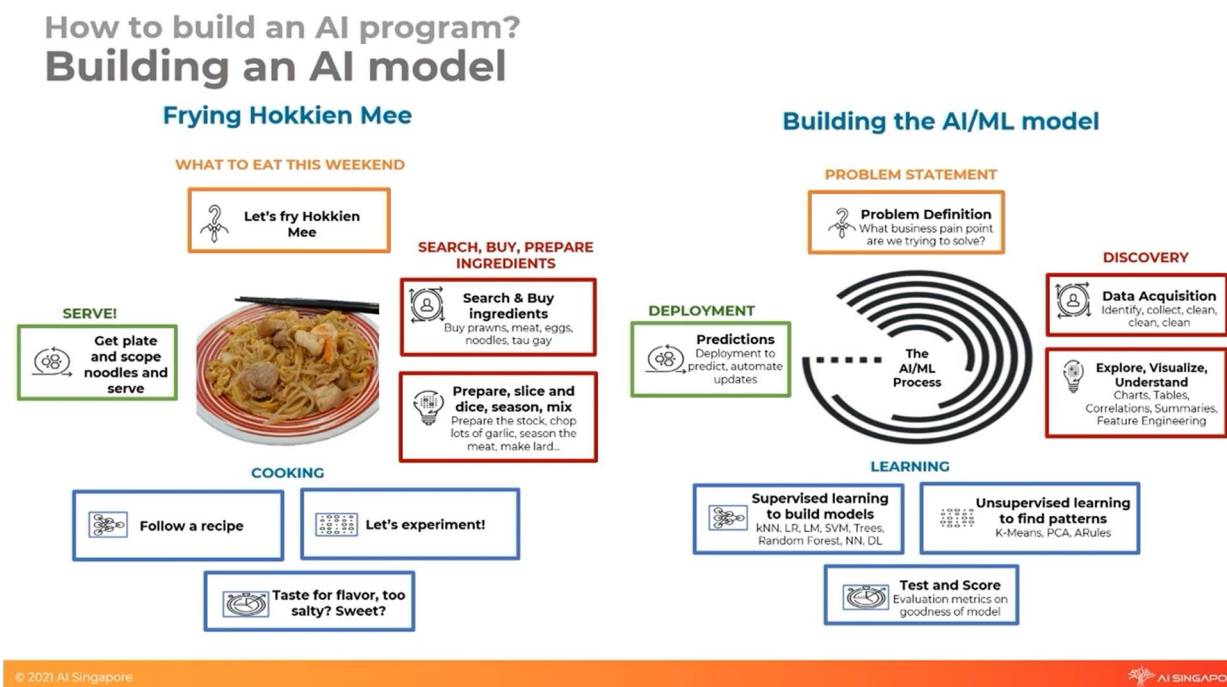 How to build an AI program?
Building an AI model
Frying Hokkien Mee
WHAT TO EAT THIS WEEKEND
Let's fry Hokkien
Mee
SEARCH, BUY, PREPARE
INGREDIENTS
Search & Buy
ingredients
Buy prawns, meat, eggs,
noodles, tau gay
Prepare, slice and
dice, season, mix
Prepare the stock, chop
lots of garlic, season the
meat, make lard...
SERVE!
Get plate
and scope
noodles and
serve
COOKING
Follow a recipe
Let's experiment!
Taste for flavor, too
salty? Sweet?
Building the AI/ML model
PROBLEM STATEMENT
Problem Definition
What business pain point
are we trying to solve?
DISCOVERY
Data Acquisition
Identify, collect, clean,
clean, clean
Explore, Visualize,
Understand
Charts, Tables,
Correlations, Summaries,
Feature Engineering
DEPLOYMENT
Predictions
Deployment to
predict, automate
updates
The
AI/ML
Process
LEARNING
Supervised learning
to build models
kNN, LR, LM, SVM, Trees,
Random Forest, NN, DL
Unsupervised learning
to find patterns
K-Means, PCA, ARules
Test and Score
Evaluation metrics on
goodness of model
© 2021 AI Singapore
AI SINGAPO